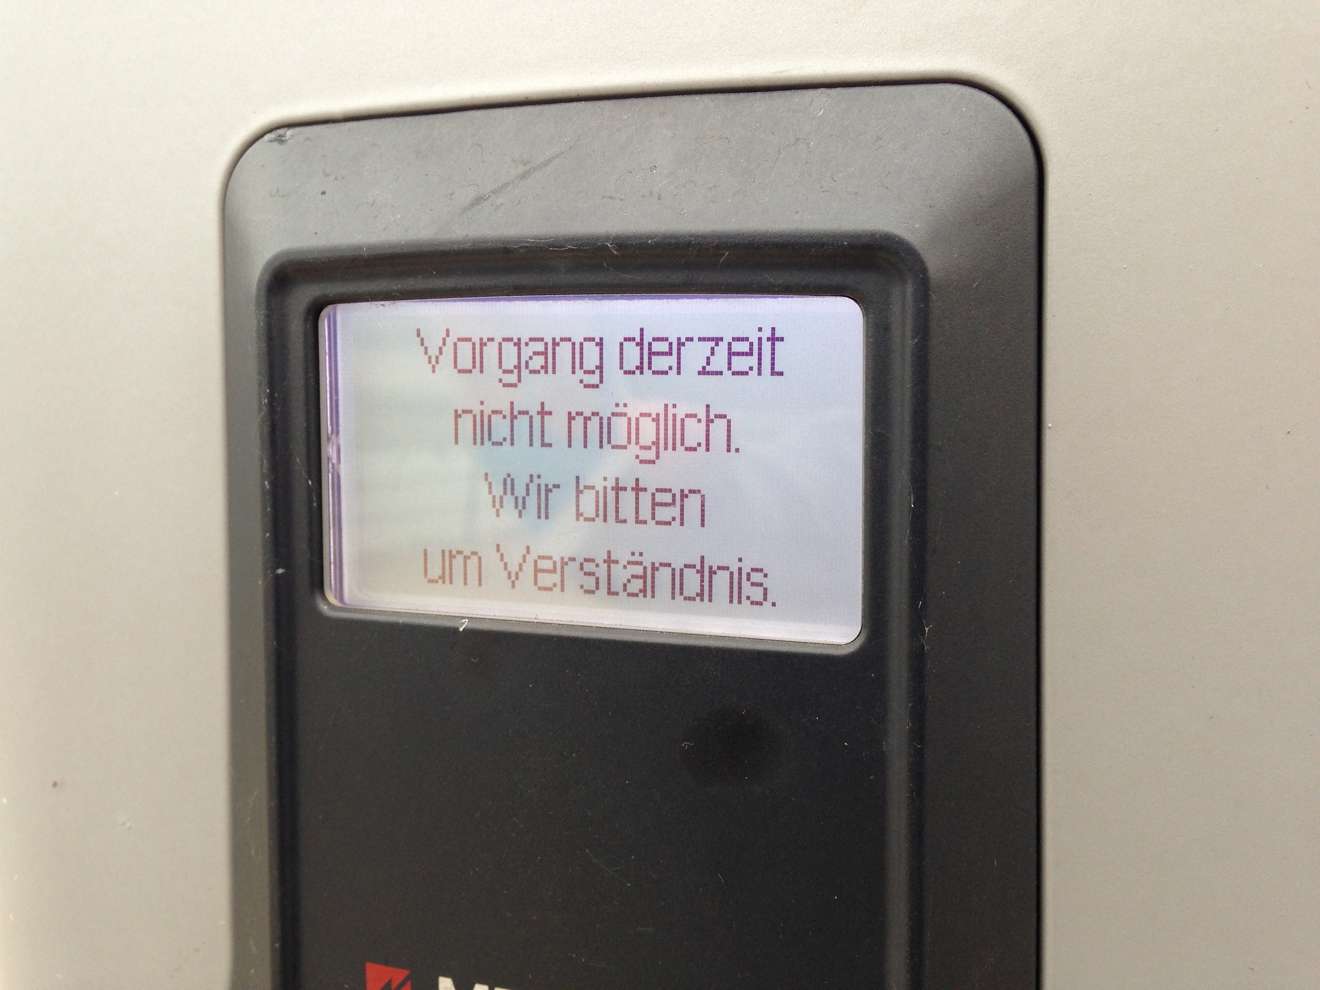 Vorgang derzeit
nicht möglich.
Wir bitten
um Verständnis.